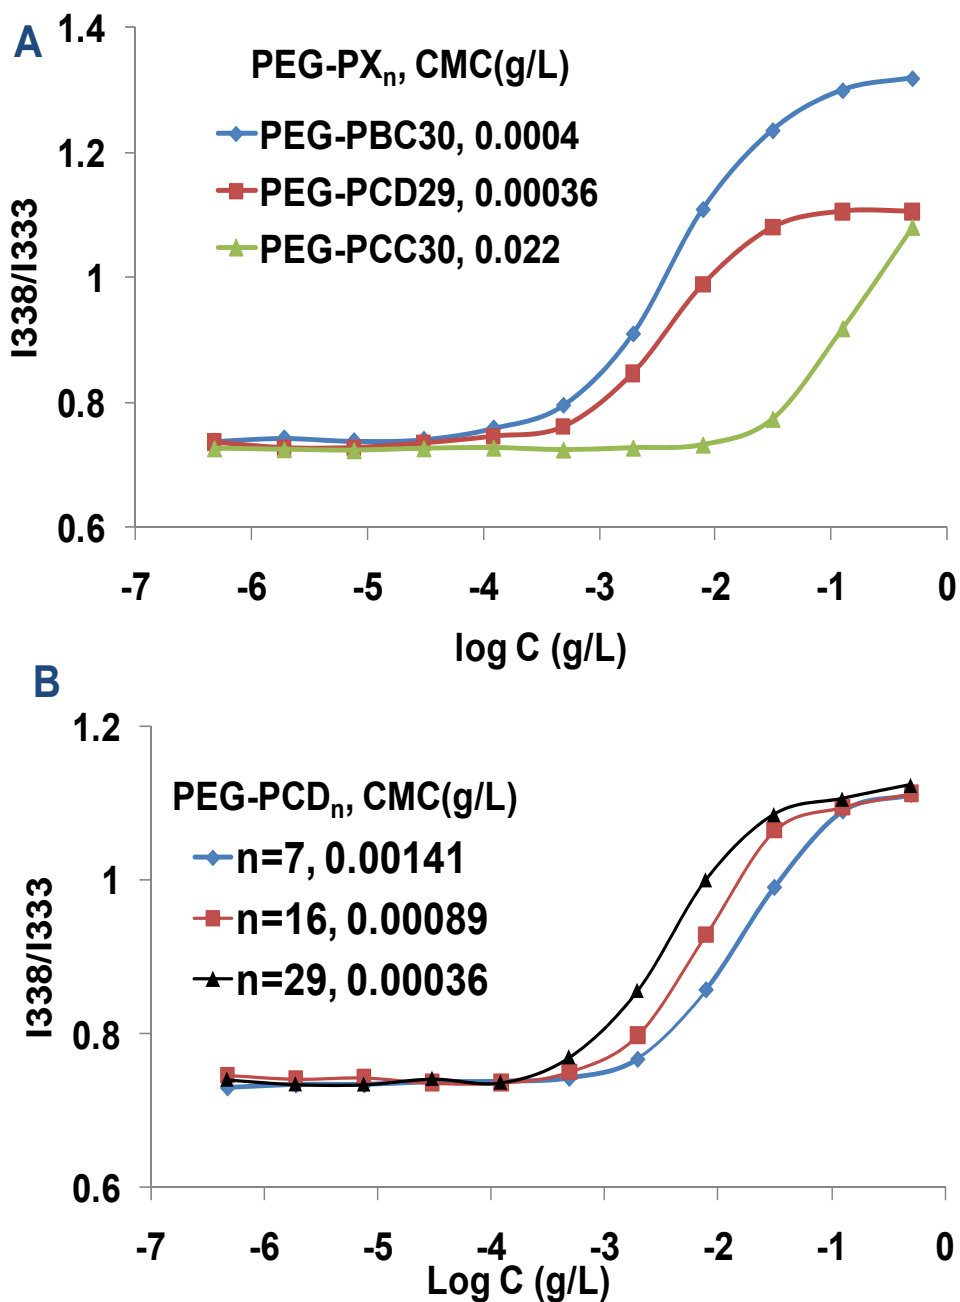 A
1.4
PEG-PXn, CMC(g/L)
PEG-PBC30, 0.0004
1.2
PEG-PCD29, 0.00036
PEG-PCC30, 0.022
1
I338/I333
0.8
0.6
-7 -6 -5 -4 -3 -2 -1 0
log C (g/L)
B
1.2
PEG-PCDn, CMC(g/L)
n=7, 0.00141
1
n=16, 0.00089
I338/I333
n=29, 0.00036
0.8
0.6
-7 -6 -5 -4 -3 -2 -1 0
Log C (g/L)